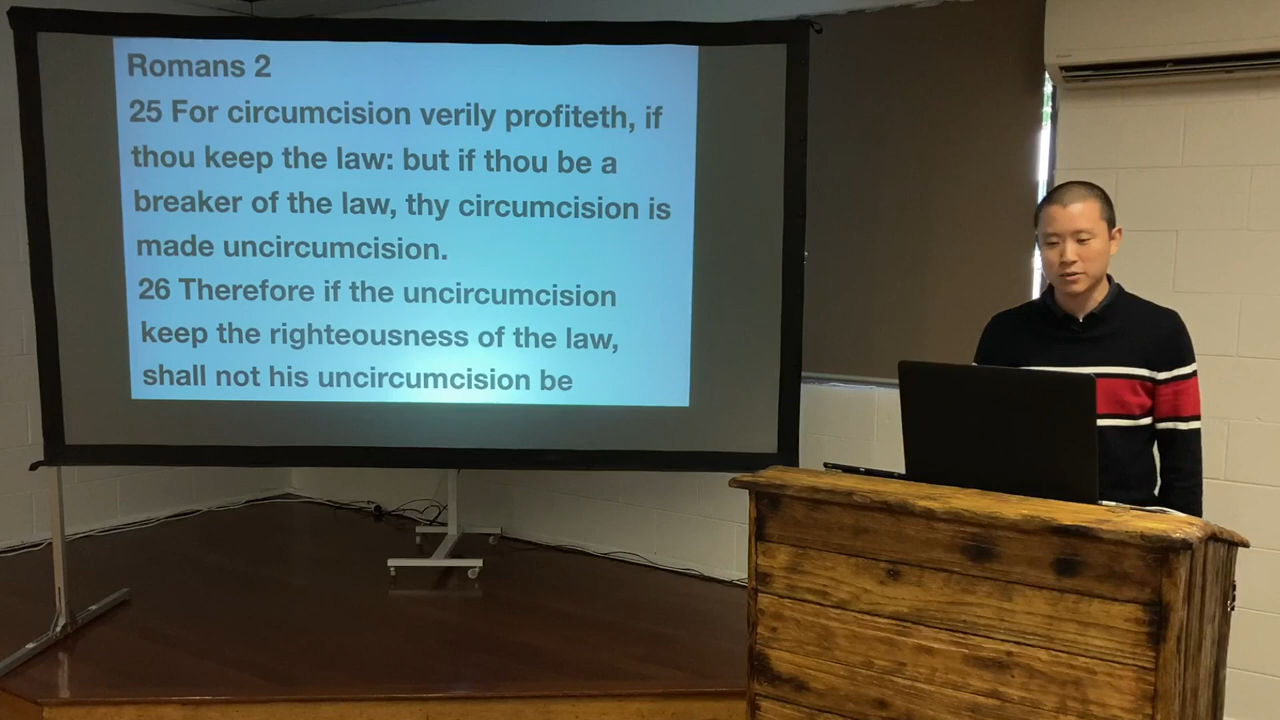 Romans 2
25 For circumcision verily profiteth, if
thou keep the law: but if thou be a
breaker of the law, thy circumcision is
made uncircumcision.
26 Therefore if the uncircumcision
keep the righteousness of the law,
shall not his uncircumcision be